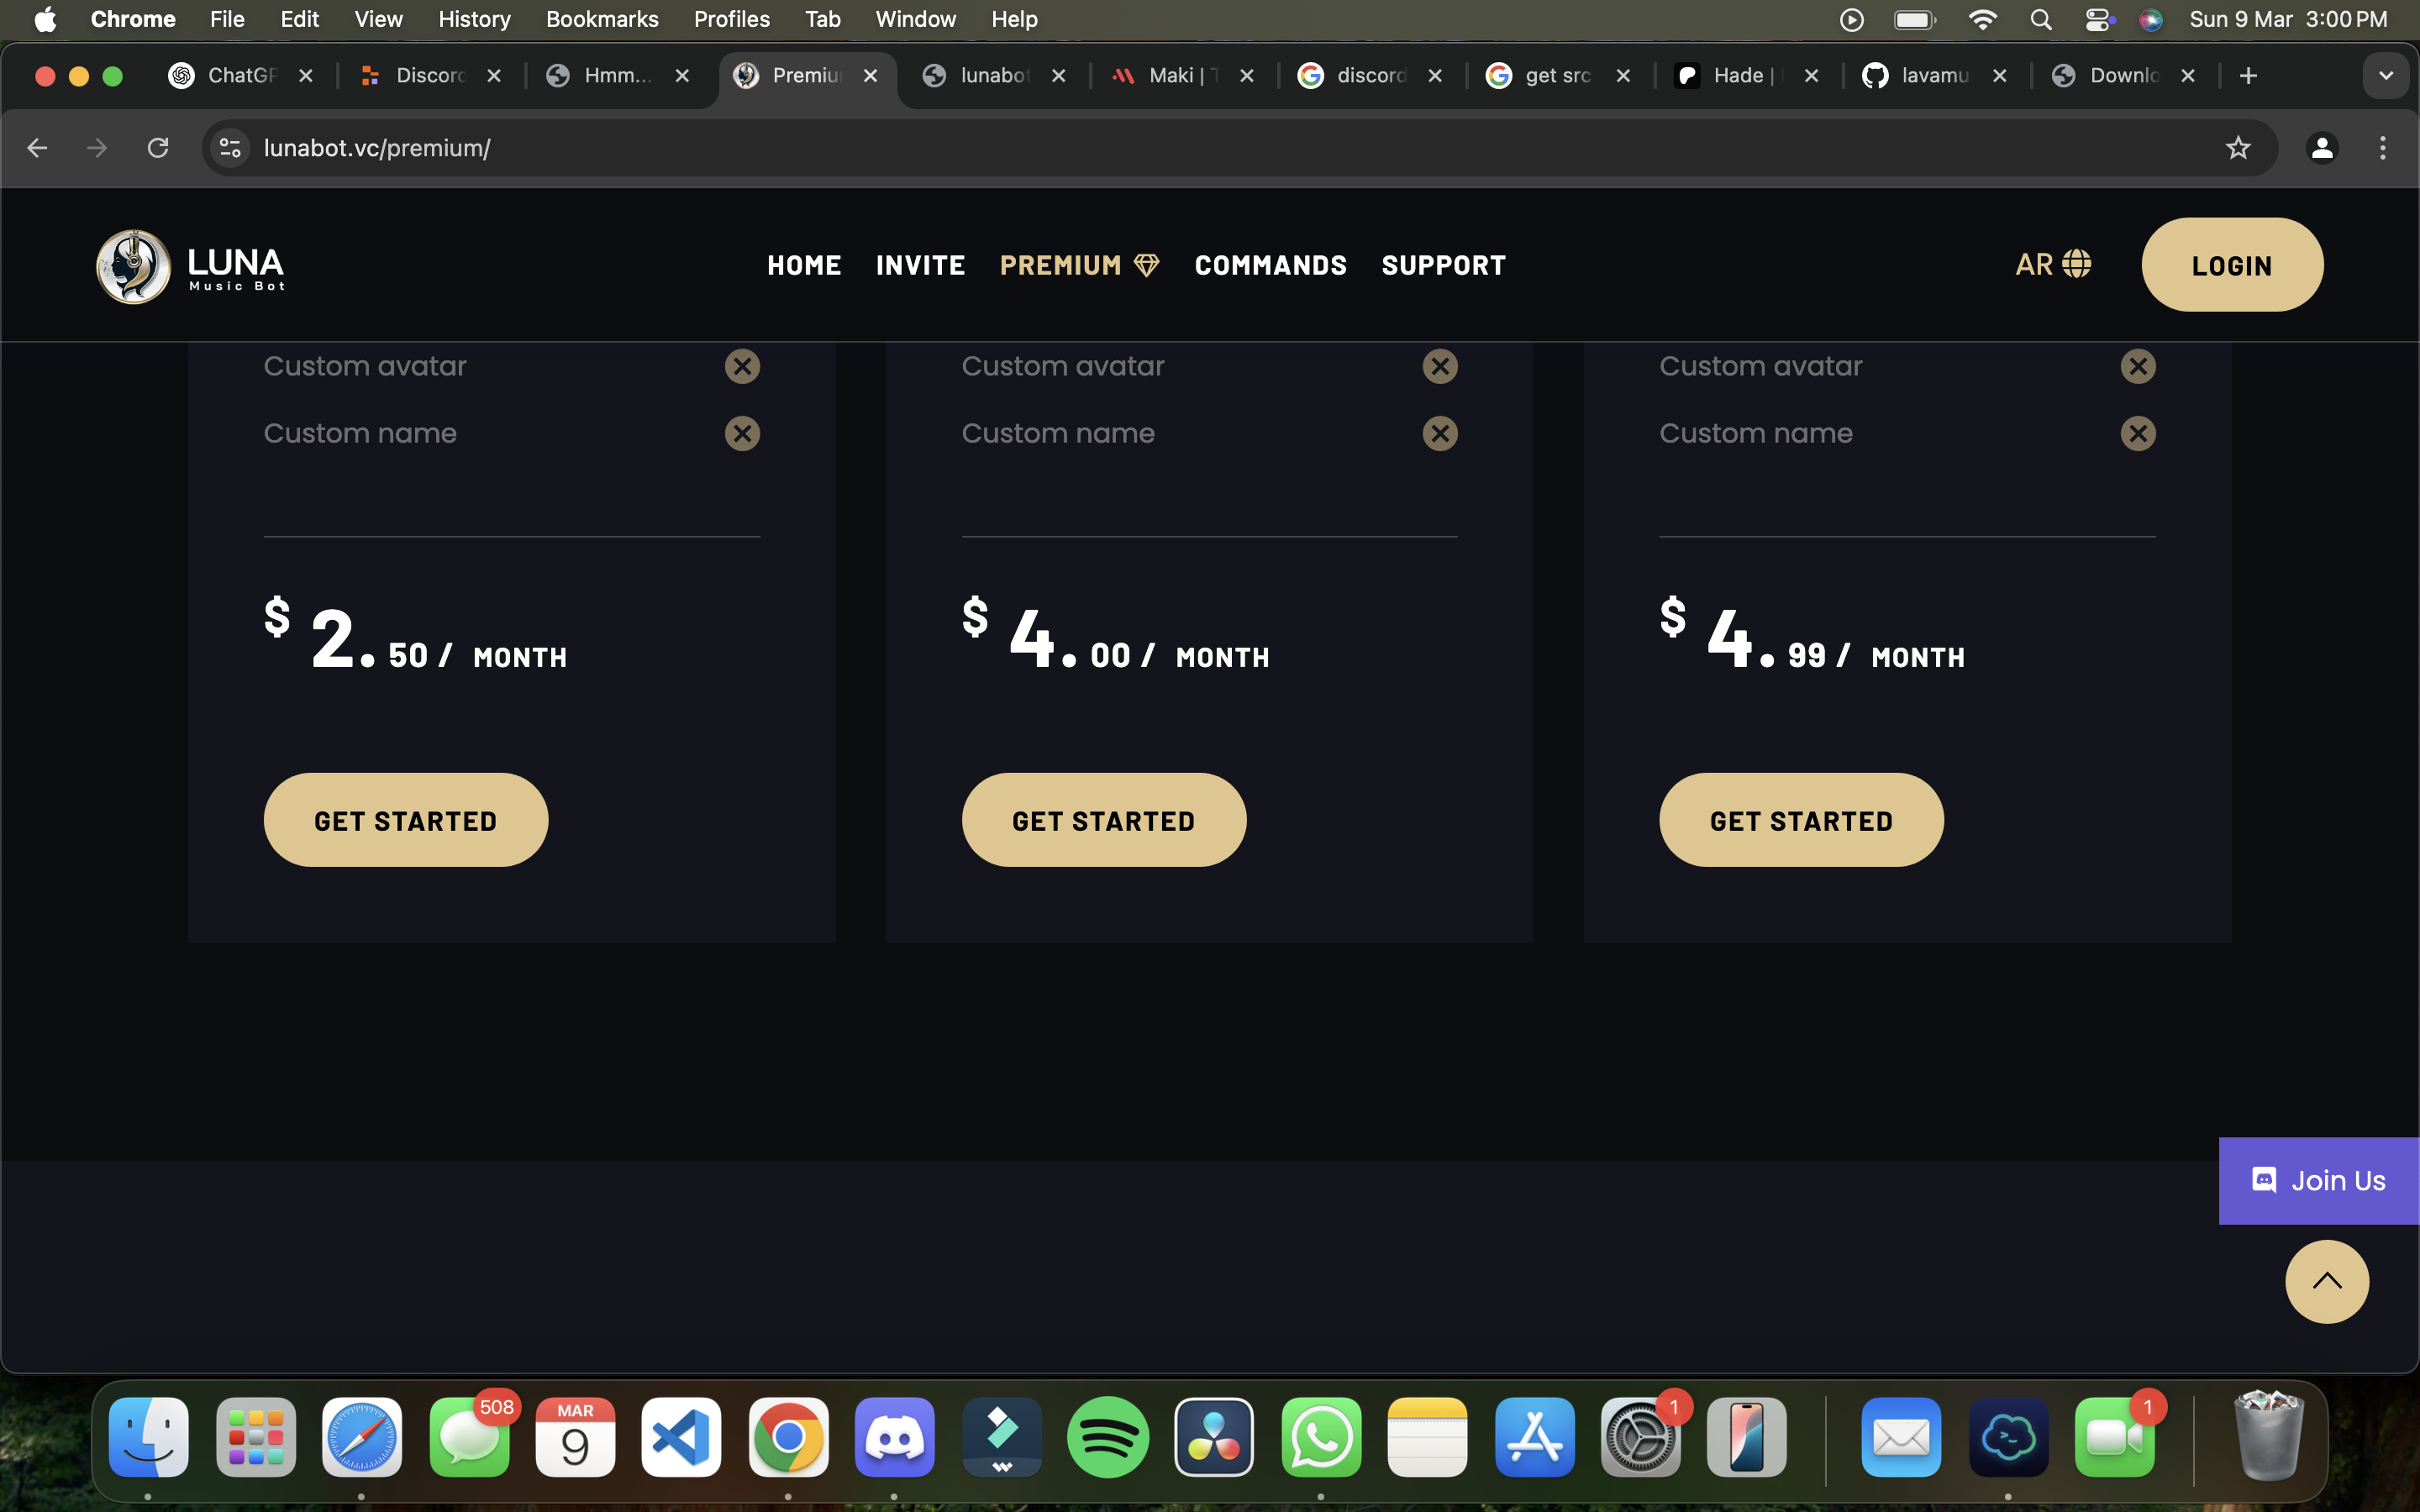 Chrome File Edit View History Bookmarks Profiles Tab Window Help Sun 9 Mar 3:00 PM
ChatGP Discord Hmm... Premiu lunabot Maki | T discord get src Hade | lavamu Downlo
lunabot.vc/premium/
LUNA
Music Bot
HOME INVITE PREMIUM COMMANDS SUPPORT AR LOGIN
Custom avatar Custom avatar Custom avatar
Custom name Custom name Custom name
$ 2. 50 / MONTH $ 4. 00 / MONTH $ 4. 99 / MONTH
GET STARTED GET STARTED GET STARTED
Join Us
508 1 1
MAR
9